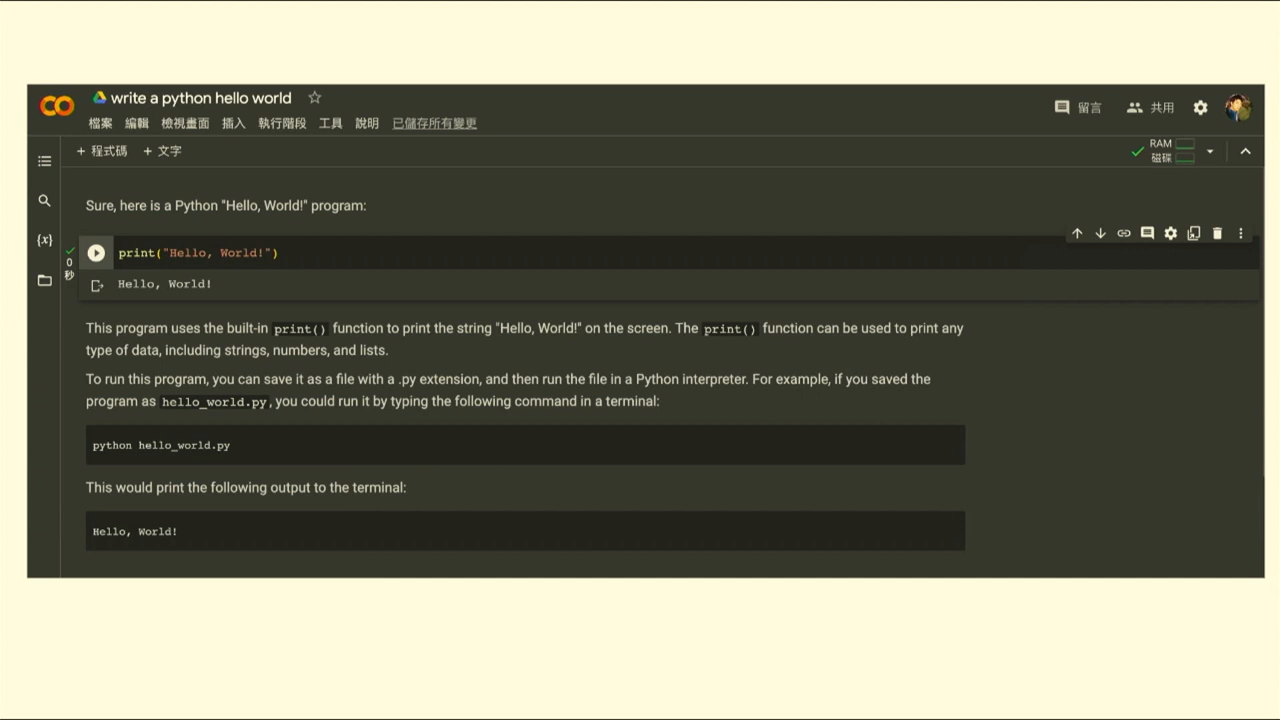 write a python hello world
留言 共用
檔案 編輯 檢視畫面 插入 執行階段 工具 說明 已儲存所有變更
+ 程式碼 + 文字
RAM
磁碟
Sure, here is a Python "Hello, World!" program:
{x}
print("Hello, World!")
0
秒
Hello, World!
This program uses the built-in print() function to print the string "Hello, World!" on the screen. The print() function can be used to print any
type of data, including strings, numbers, and lists.
To run this program, you can save it as a file with a .py extension, and then run the file in a Python interpreter. For example, if you saved the
program as hello_world.py, you could run it by typing the following command in a terminal:
python hello_world.py
This would print the following output to the terminal:
Hello, World!